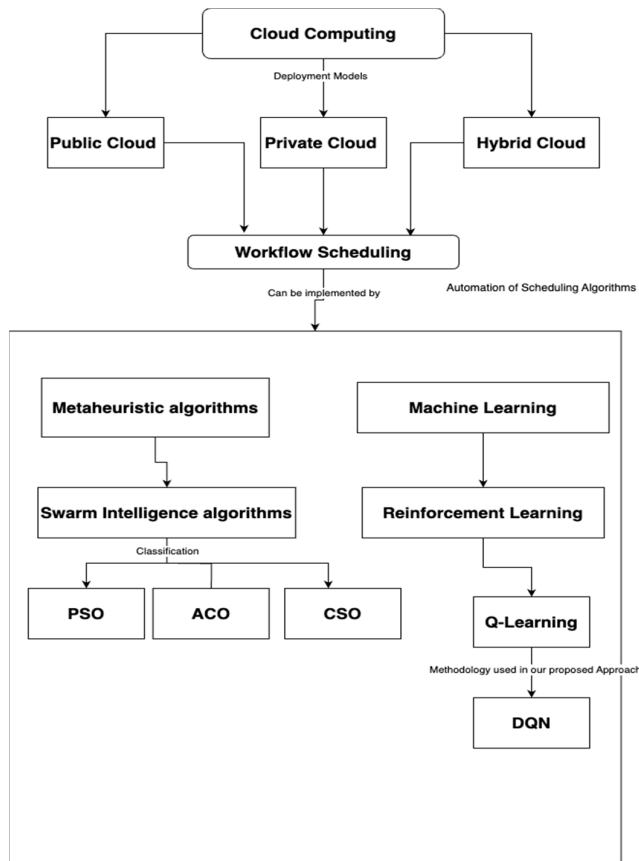 Cloud Computing
Deployment Models
Public Cloud
Private Cloud
Hybrid Cloud
Workflow Scheduling
Can be implemented by
Automation of Scheduling Algorithms
Metaheuristic algorithms
Machine Learning
Swarm Intelligence algorithms
Reinforcement Learning
Classification
PSO
ACO
CSO
Q-Learning
Methodology used in our proposed Approach
DQN